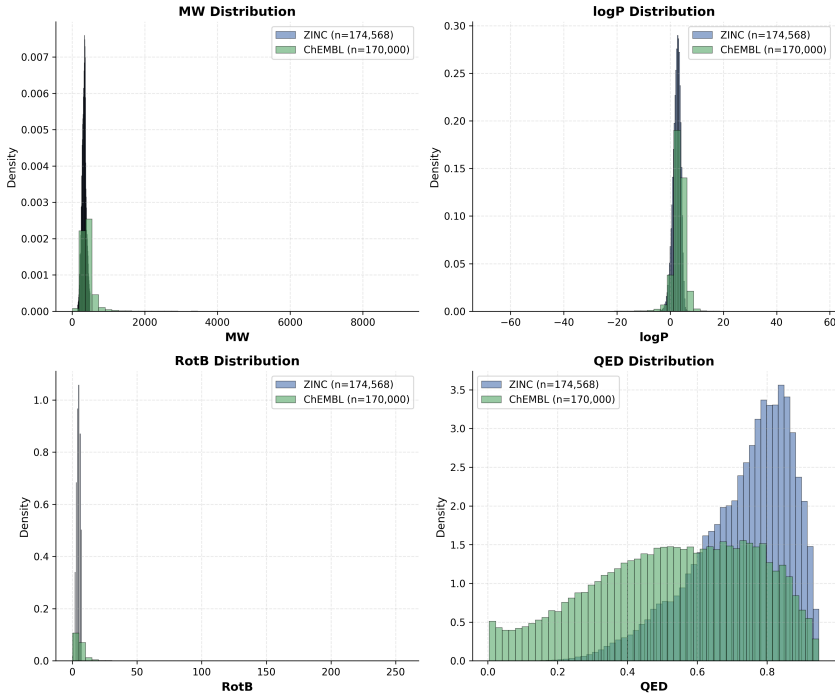 MW Distribution
ZINC (n=174,568)
ChEMBL (n=170,000)
Density
0.007
0.006
0.005
0.004
0.003
0.002
0.001
0.000
0 2000 4000 6000 8000
MW
logP Distribution
ZINC (n=174,568)
ChEMBL (n=170,000)
Density
0.30
0.25
0.20
0.15
0.10
0.05
0.00
−60 −40 −20 0 20 40 60
logP
RotB Distribution
ZINC (n=174,568)
ChEMBL (n=170,000)
Density
1.0
0.8
0.6
0.4
0.2
0.0
0 50 100 150 200 250
RotB
QED Distribution
ZINC (n=174,568)
ChEMBL (n=170,000)
Density
3.5
3.0
2.5
2.0
1.5
1.0
0.5
0.0
0.0 0.2 0.4 0.6 0.8
QED